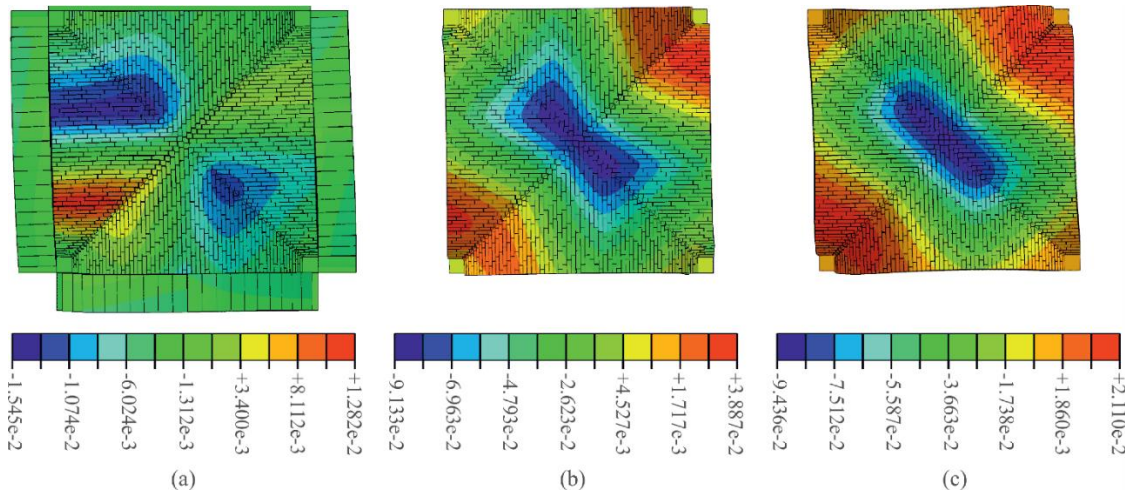 -1.545e-2
-1.074e-2
-6.024e-3
-1.312e-3
+3.400e-3
+8.112e-3
+1.282e-2
-9.133e-2
-6.963e-2
-4.793e-2
-2.623e-2
+4.527e-3
+1.717e-3
+3.887e-2
-9.436e-2
-7.512e-2
-5.587e-2
-3.663e-2
-1.738e-2
+1.860e-3
+2.110e-2
(a)
(b)
(c)